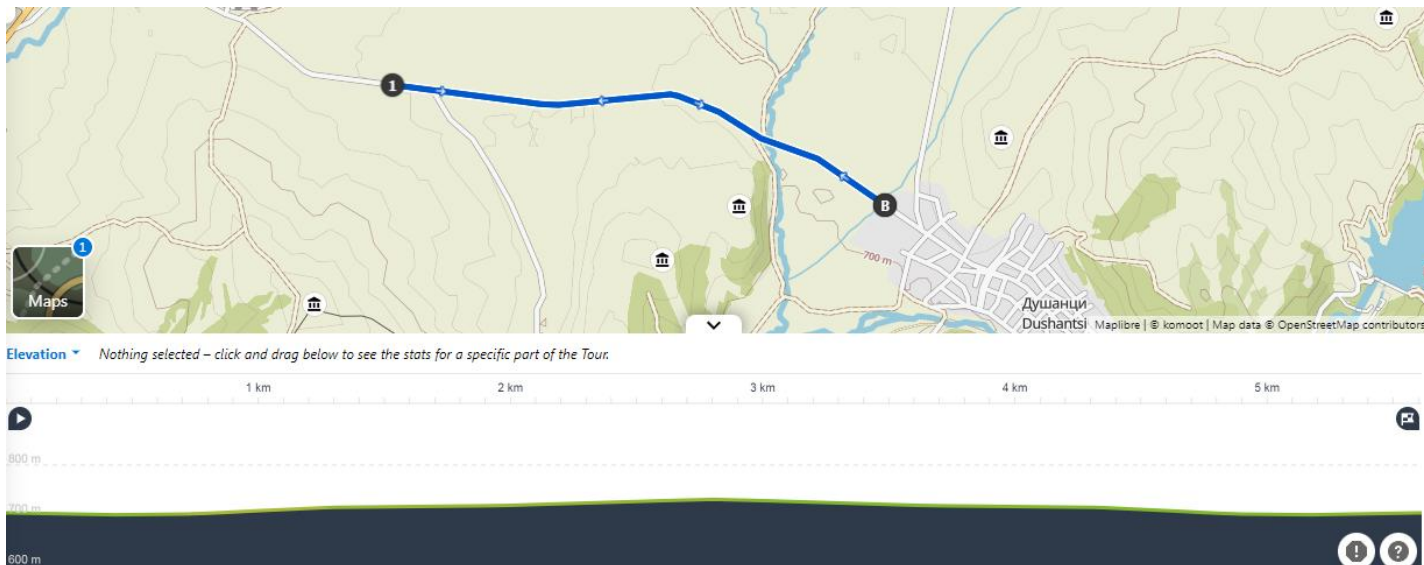 1
B
700 m
1
Maps
Душанци
Dushantsi
Maplibre | © komoot | Map data © OpenStreetMap contributors
Elevation Nothing selected – click and drag below to see the stats for a specific part of the Tour.
1 km 2 km 3 km 4 km 5 km
800 m
700 m
600 m
! ?